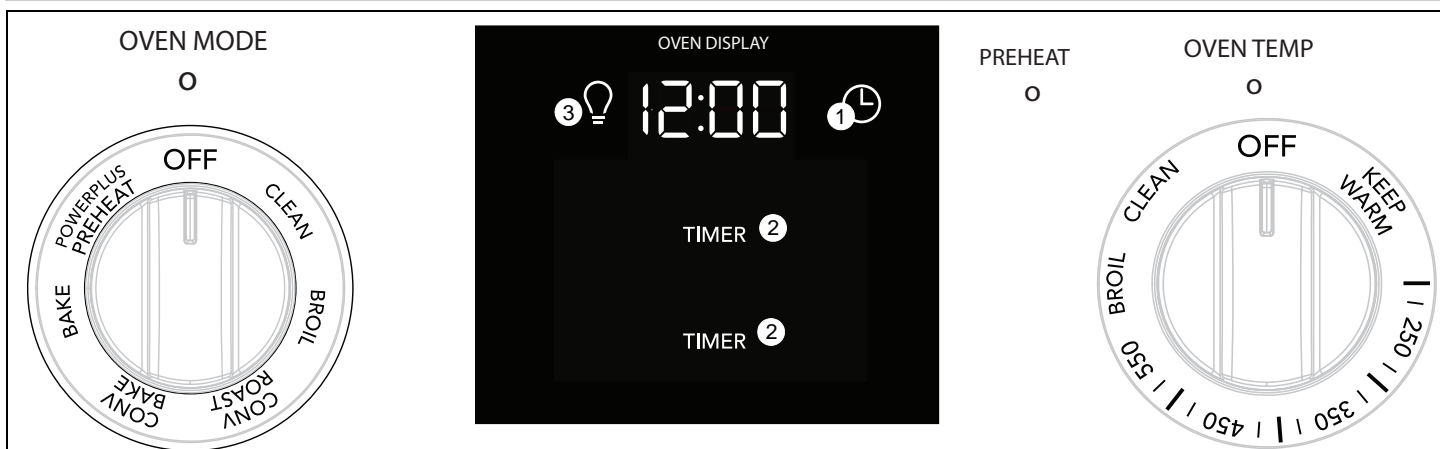 OVEN MODE
O
OFF
CLEAN
BROIL
CONV
ROAST
CONV
BAKE
BAKE
POWERPLUS
PREHEAT
OVEN DISPLAY
3
12:00
1
TIMER 2
TIMER 2
PREHEAT
O
OVEN TEMP
O
OFF
KEEP
WARM
250
350
450
550
BROIL
CLEAN